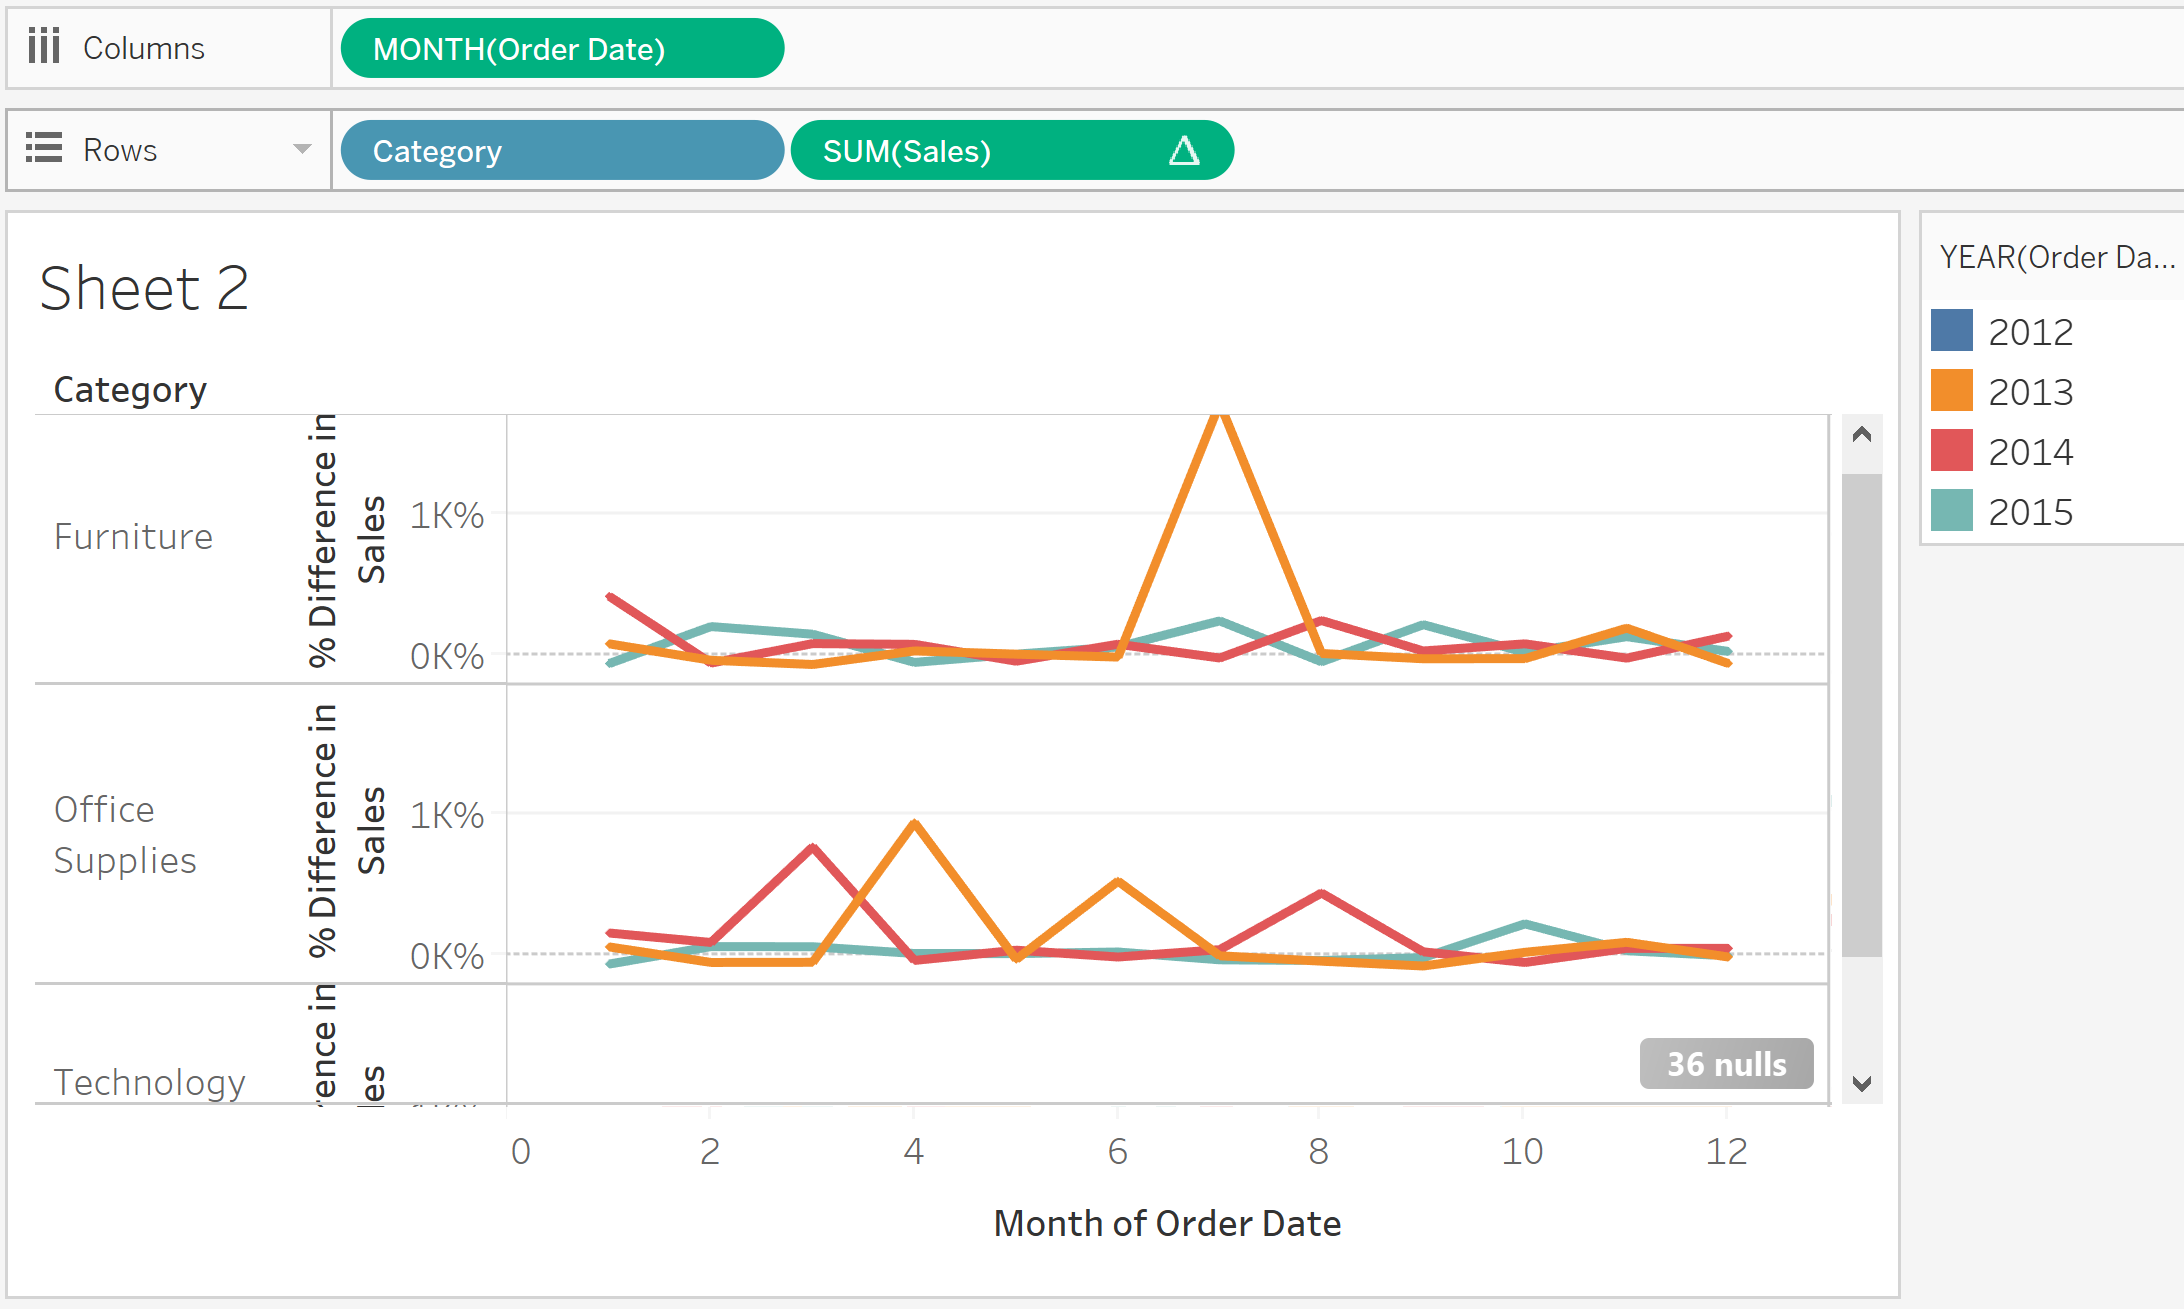 Columns
MONTH(Order Date)
Rows
Category
SUM(Sales)
Δ
Sheet 2
YEAR(Order Da...
2012
2013
2014
2015
Category
Furniture
% Difference in
Sales
1K%
0K%
Office
Supplies
% Difference in
Sales
1K%
0K%
Technology
36 nulls
0 2 4 6 8 10 12
Month of Order Date